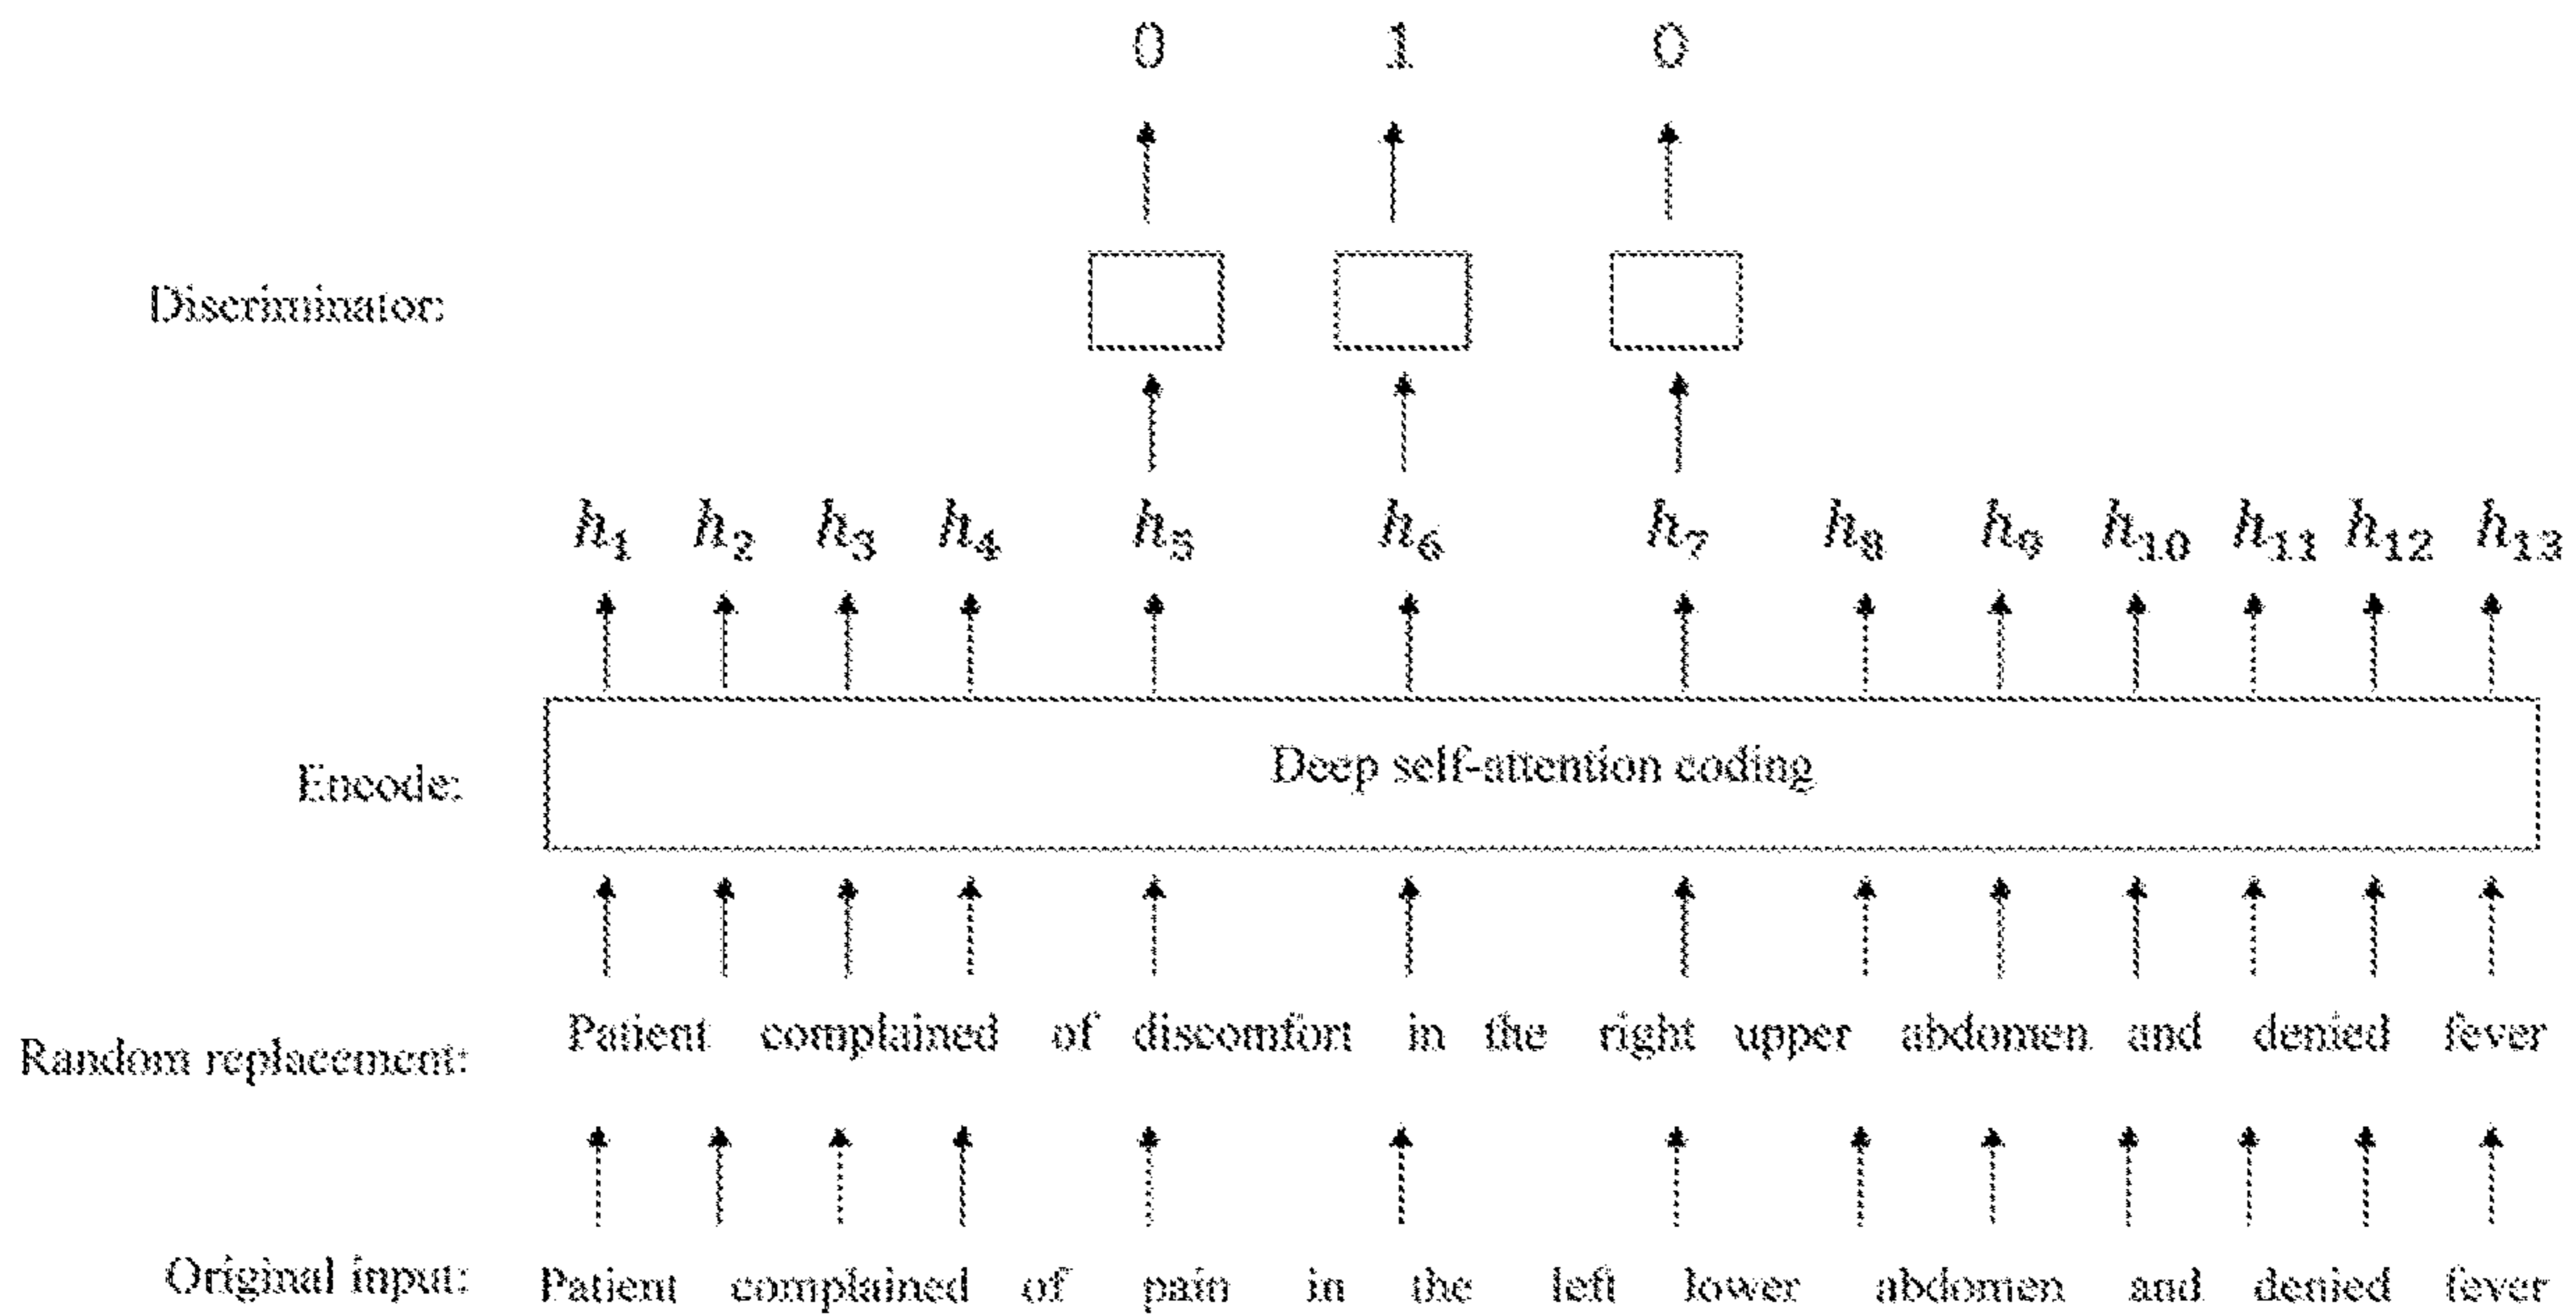 0 1 0
Discriminator:
h₁ h₂ h₃ h₄ h₅ h₆ h₇ h₈ h₉ h₁₀ h₁₁ h₁₂ h₁₃
Encode: Deep self-attention coding
Random replacement: Patient complained of discomfort in the right upper abdomen and denied fever
Original input: Patient complained of pain in the left lower abdomen and denied fever